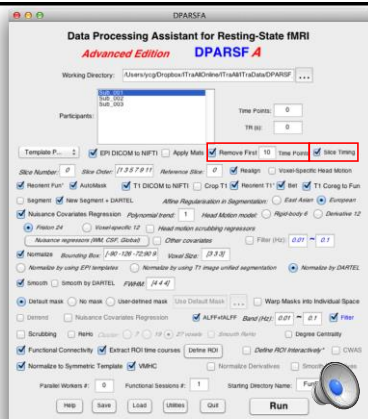 DPARSFA
Data Processing Assistant for Resting-State fMRI
Advanced Edition DPARSF A
Working Directory: /Users/ycg/Dropbox/ITraAllOnline/ITraAll/ITraData/DPARSF ...
Sub_001
Sub_002
Sub_003
Participants:
Time Points: 0
TR (s): 0
Template P... EPI DICOM to NIFTI Apply Mats Remove First 10 Time Points Slice Timing
Slice Number: 0 Slice Order: [1 3 5 7 9 11 Reference Slice: 0 Realign Voxel-Specific Head Motion
Reorient Fun* AutoMask T1 DICOM to NIFTI Crop T1 Reorient T1* Bet T1 Coreg to Fun
Segment New Segment + DARTEL Affine Regularisation in Segmentation: East Asian European
Nuisance Covariates Regression Polynomial trend: 1 Head Motion model: Rigid-body 6 Derivative 12
Friston 24 Voxel-specific 12 Head motion scrubbing regressors
Nuisance regressors (WM, CSF, Global) Other covariates Filter (Hz): 0.01 ~ 0.1
Normalize Bounding Box: [-90 -126 -72;90 9 Voxel Size: [3 3 3]
Normalize by using EPI templates Normalize by using T1 image unified segmentation Normalize by DARTEL
Smooth Smooth by DARTEL FWHM: [4 4 4]
Default mask No mask User-defined mask Use Default Mask ... Warp Masks into Individual Space
Detrend Nuisance Covariates Regression ALFF+fALFF Band (Hz): 0.01 ~ 0.1 Filter
Scrubbing ReHo Cluster 7 19 27 voxels Smooth ReHo Degree Centrality
Functional Connectivity Extract ROI time courses Define ROI Define ROI Interactively* CWAS
Normalize to Symmetric Template VMHC Normalize Derivatives
Parallel Workers #: 0 Functional Sessions #: 1 Starting Directory Name:
Help Save Load Utilities Quit Run